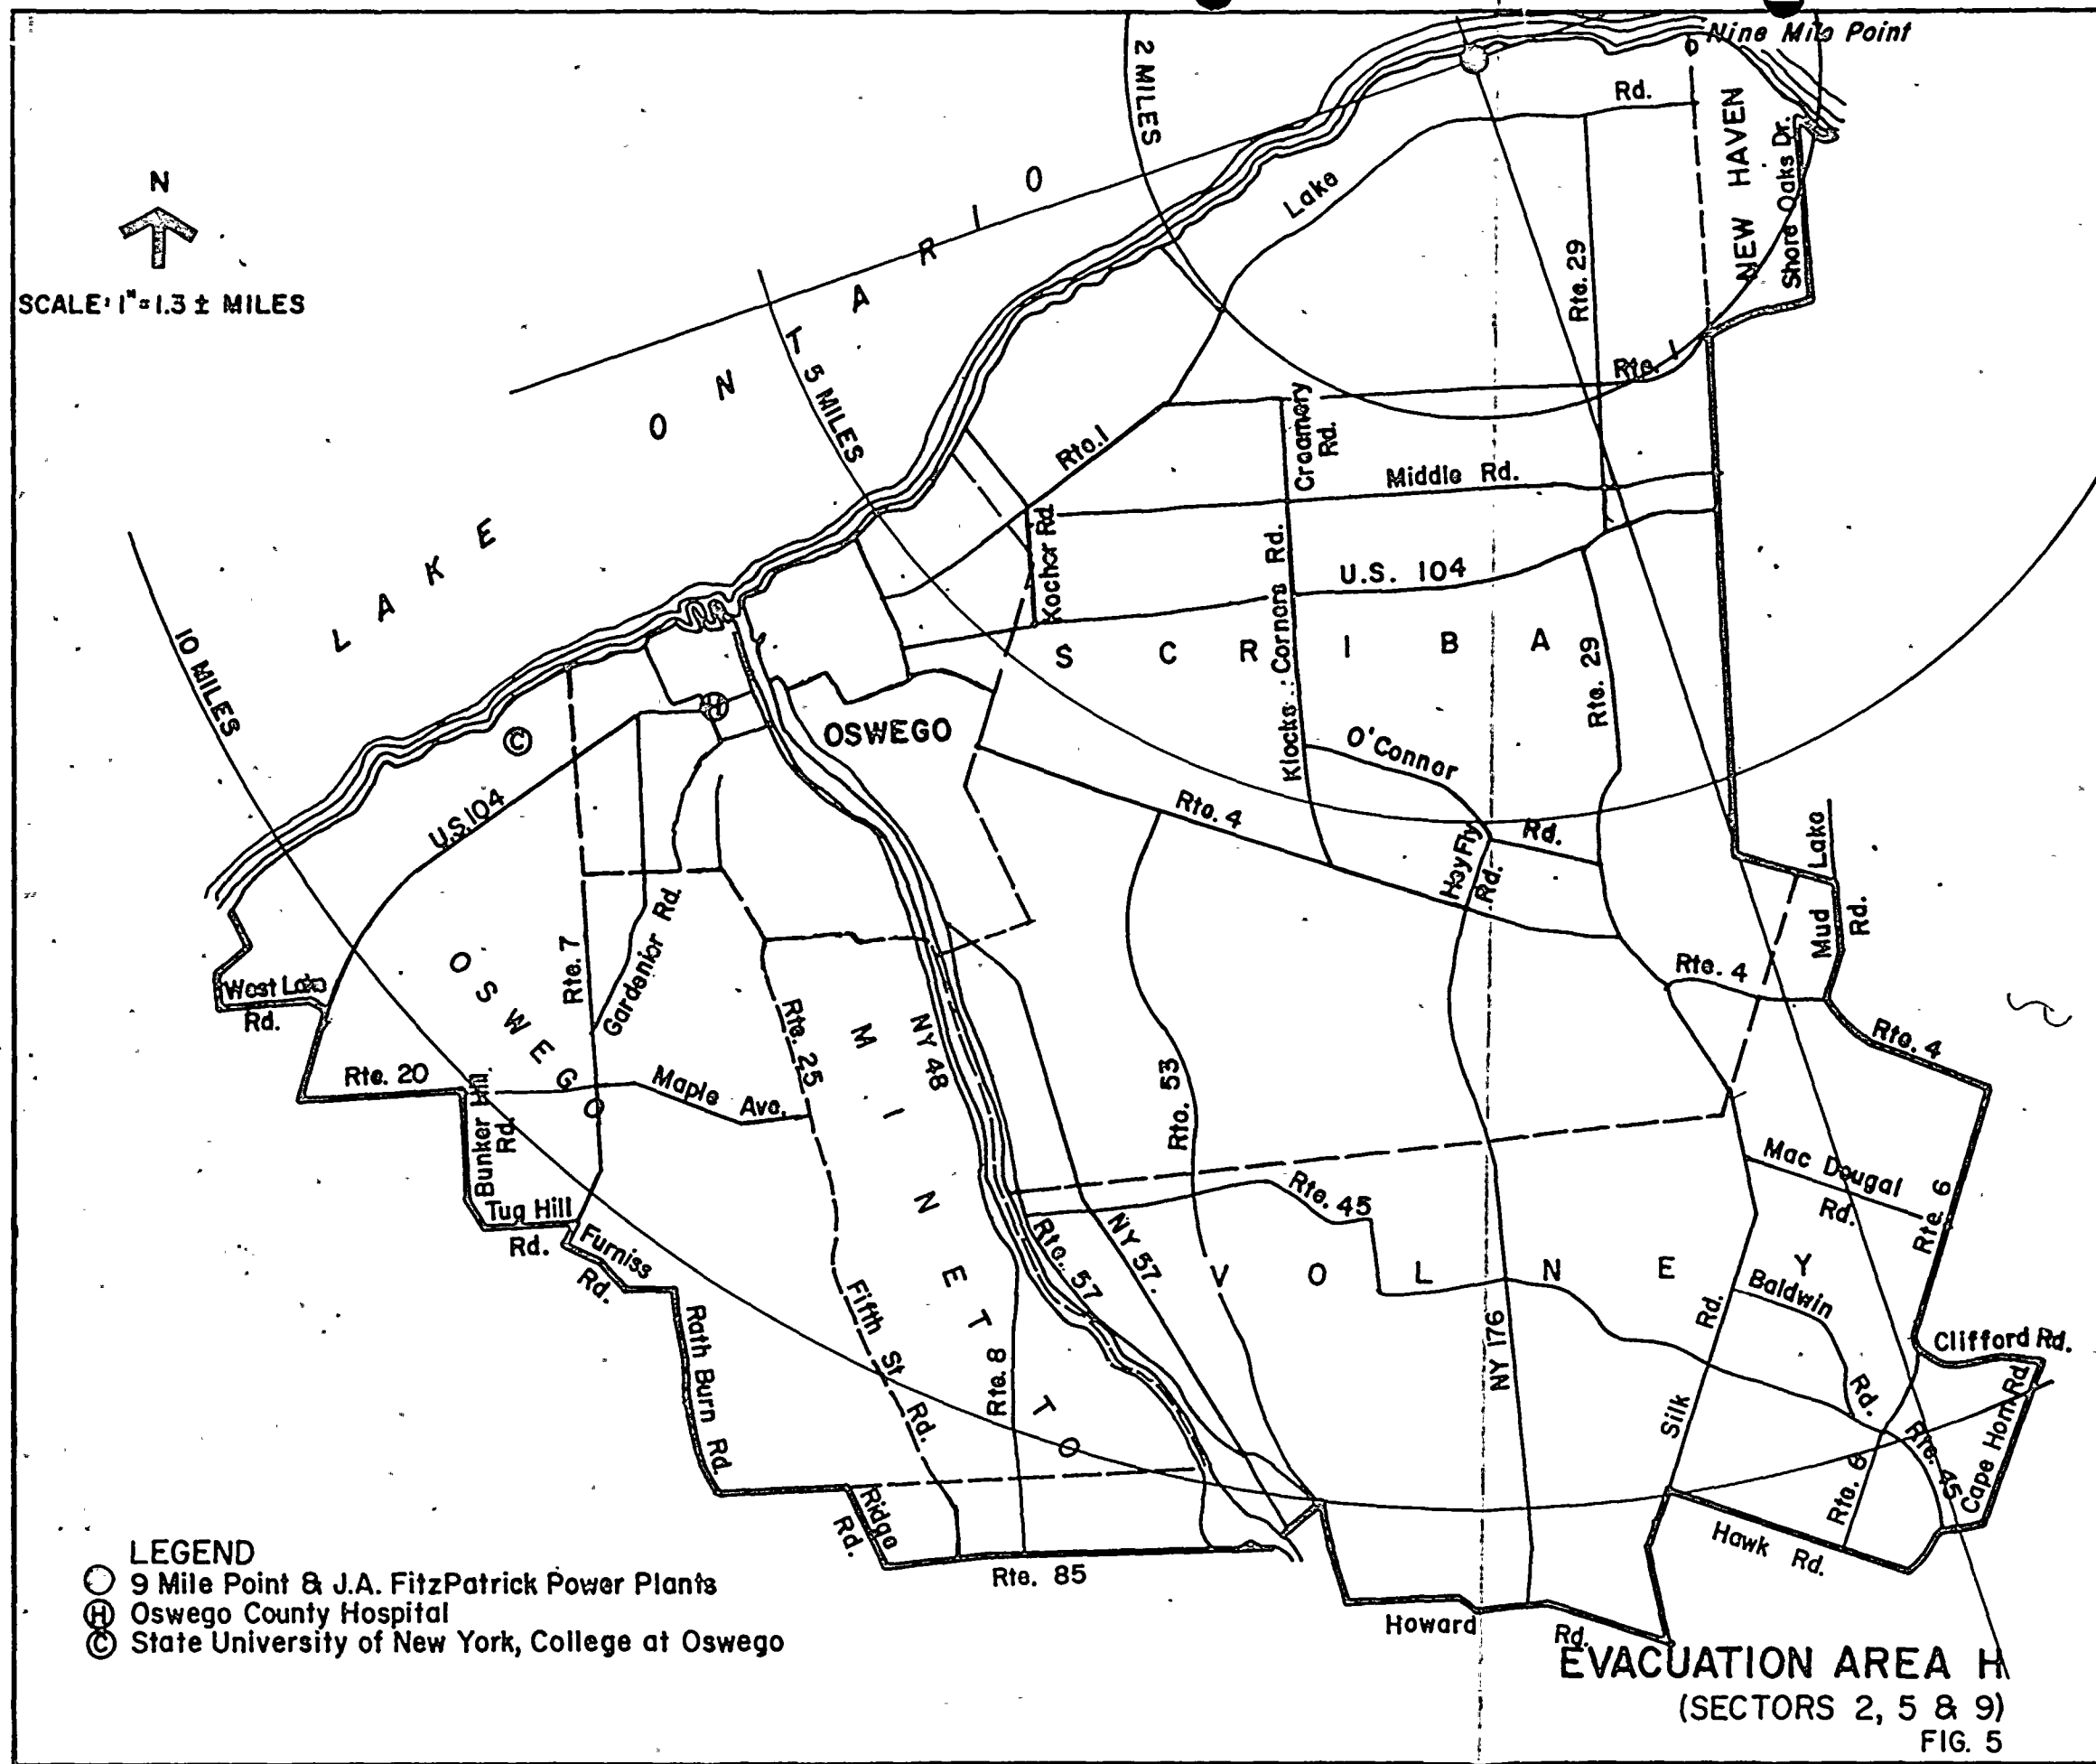 Nine Mile Point
2 MILES
Rd.
NEW HAVEN
Shore Oaks Dr.
N
SCALE: 1"=1.3 ± MILES
Lake
LAKE ONTARIO
Rte. 29
5 MILES
Rte. 1
Creamery
Rd.
Rte. 1
Middle Rd.
Kocher Rd.
Klocks Corners Rd.
U.S. 104
SCRIBA
Rte. 29
10 MILES
H
OSWEGO
C
O'Connor
Rd.
Rte. 4
U.S. 104
HayFly
Rd.
Mud Lake
Rd.
Rte. 7
Gardenior Rd.
OSWEGO
West Lake
Rd.
Rte. 25
MINETTO
NY 48
Rte. 53
Rte. 4
Rte. 4
Rte. 20
Maple Ave.
Bunker Hill
Rd.
Mac Dougal
Rd.
Rte. 6
Tug Hill
Rd.
Furniss
Rd.
Rte. 45
Rte. 57
NY 57
VOLNEY
Baldwin
Rd.
Fifth St Rd.
Rath Burn Rd.
Rte. 8
NY 176
Silk Rd.
Clifford Rd.
Cape Horn Rd.
Rte. 45
Rte. 6
Ridge
Rd.
Hawk Rd.
Rte. 85
Howard Rd.
LEGEND
9 Mile Point & J.A. FitzPatrick Power Plants
H Oswego County Hospital
C State University of New York, College at Oswego
EVACUATION AREA H
(SECTORS 2, 5 & 9)
FIG. 5